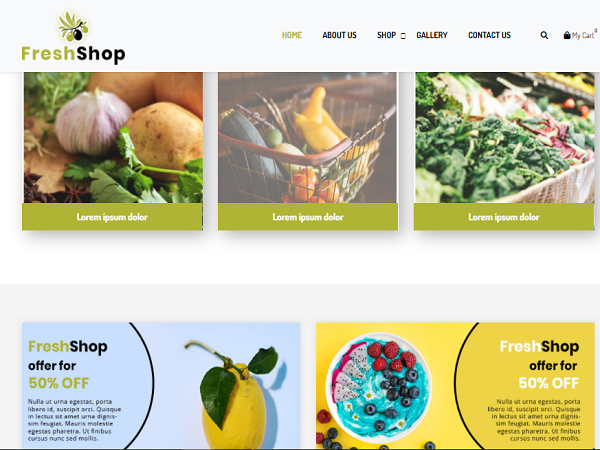 FreshShop
HOME ABOUT US SHOP GALLERY CONTACT US My Cart 3
Lorem ipsum dolor Lorem ipsum dolor Lorem ipsum dolor
FreshShop
offer for
50% OFF
Nulla ut urna egestas, porta
libero id, suscipit orci. Quisque
in lectus sit amet urna dignis-
sim feugiat. Mauris molestie
egestas pharetra. Ut finibus
cursus nunc sed mollis.
FreshShop
offer for
50% OFF
Nulla ut urna egestas, porta
libero id, suscipit orci. Quisque
in lectus sit amet urna dignis-
sim feugiat. Mauris molestie
egestas pharetra. Ut finibus
cursus nunc sed mollis.